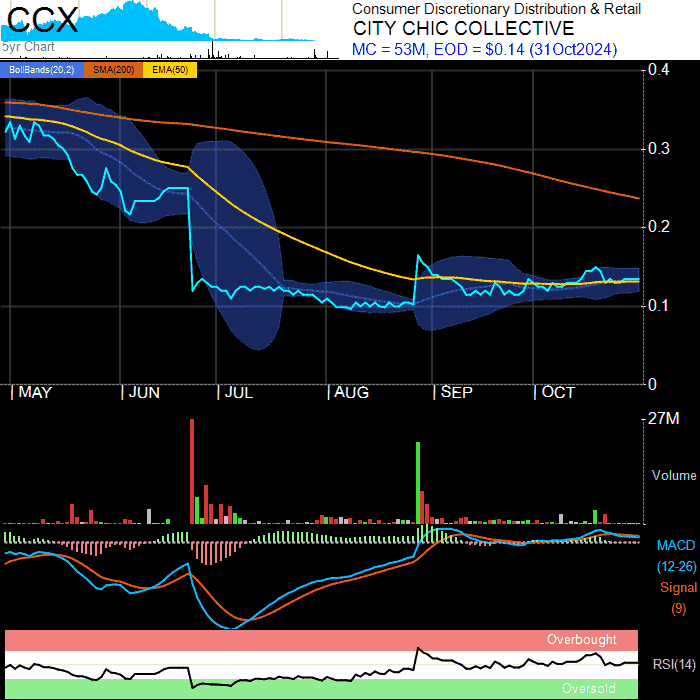 CCX
5yr Chart
Consumer Discretionary Distribution & Retail
CITY CHIC COLLECTIVE
MC = 53M, EOD = $0.14 (31Oct2024)
BollBands(20,2) SMA(200) EMA(50)
0.4
0.3
0.2
0.1
0
MAY JUN JUL AUG SEP OCT
27M
Volume
MACD
(12-26)
Signal
(9)
Overbought
RSI(14)
Oversold